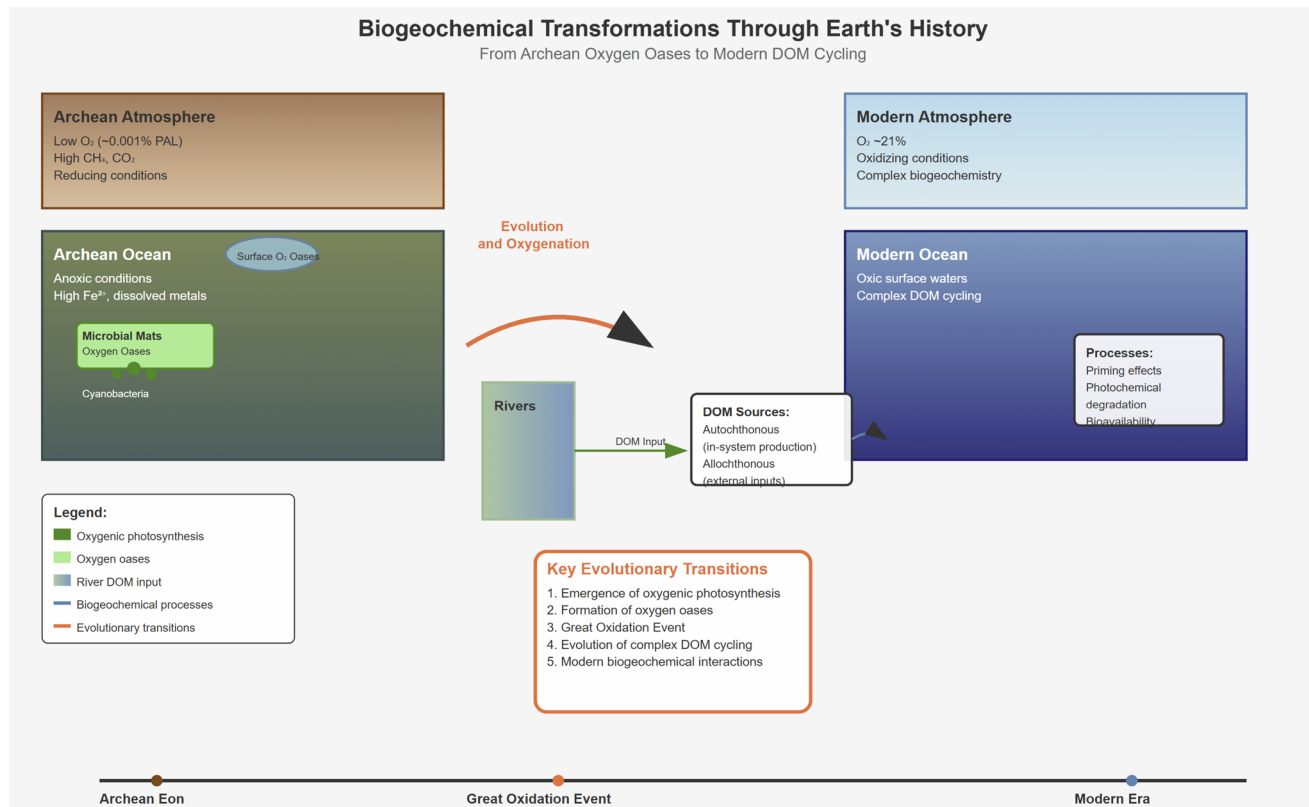 Biogeochemical Transformations Through Earth's History
From Archean Oxygen Oases to Modern DOM Cycling
Archean Atmosphere
Low O₂ (~0.001% PAL)
High CH₄, CO₂
Reducing conditions
Modern Atmosphere
O₂ ~21%
Oxidizing conditions
Complex biogeochemistry
Evolution
and Oxygenation
Archean Ocean
Surface O₂ Oases
Anoxic conditions
High Fe²⁺, dissolved metals
Microbial Mats
Oxygen Oases
Cyanobacteria
Modern Ocean
Oxic surface waters
Complex DOM cycling
Processes:
Priming effects
Photochemical
degradation
Bioavailability
Rivers
DOM Input
DOM Sources:
Autochthonous
(in-system production)
Allochthonous
(external inputs)
Legend:
Oxygenic photosynthesis
Oxygen oases
River DOM input
Biogeochemical processes
Evolutionary transitions
Key Evolutionary Transitions
1. Emergence of oxygenic photosynthesis
2. Formation of oxygen oases
3. Great Oxidation Event
4. Evolution of complex DOM cycling
5. Modern biogeochemical interactions
Archean Eon
Great Oxidation Event
Modern Era